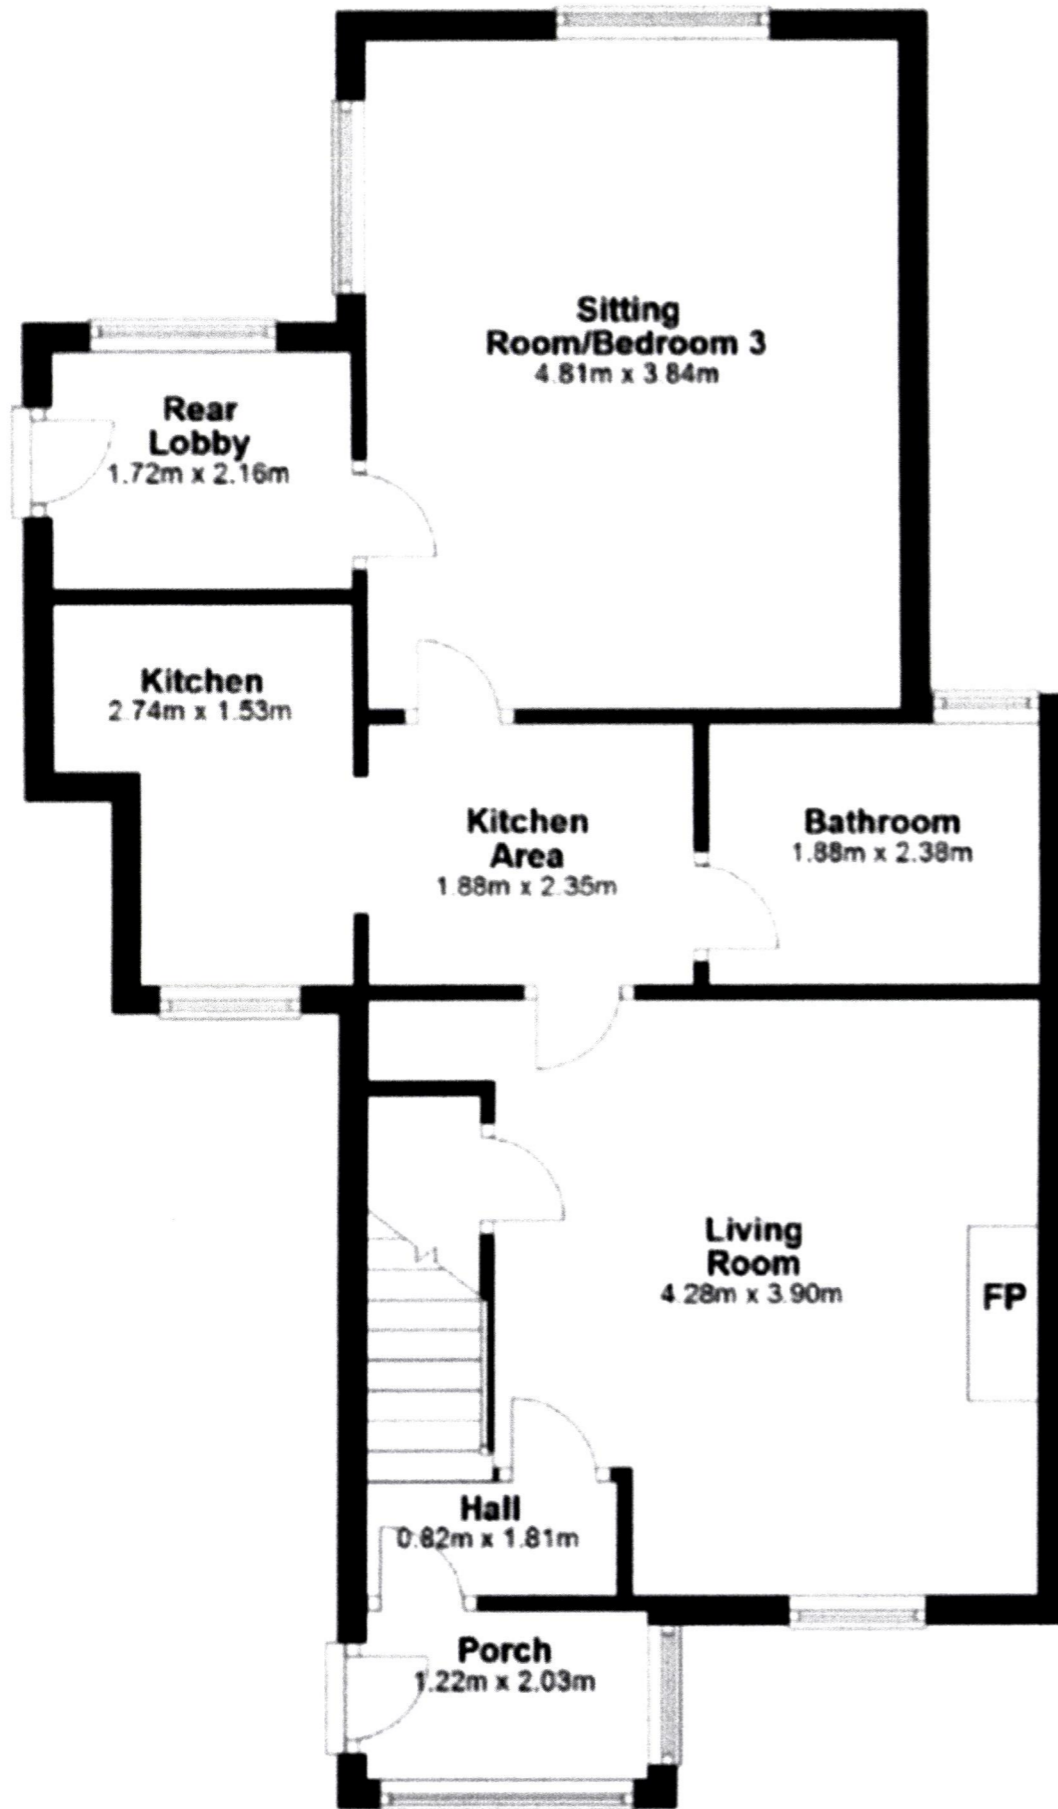 Sitting
Room/Bedroom 3
4.81m x 3.84m
Rear
Lobby
1.72m x 2.16m
Kitchen
2.74m x 1.53m
Kitchen
Area
1.88m x 2.35m
Bathroom
1.88m x 2.38m
Living
Room
4.28m x 3.90m
FP
Hall
0.82m x 1.81m
Porch
1.22m x 2.03m